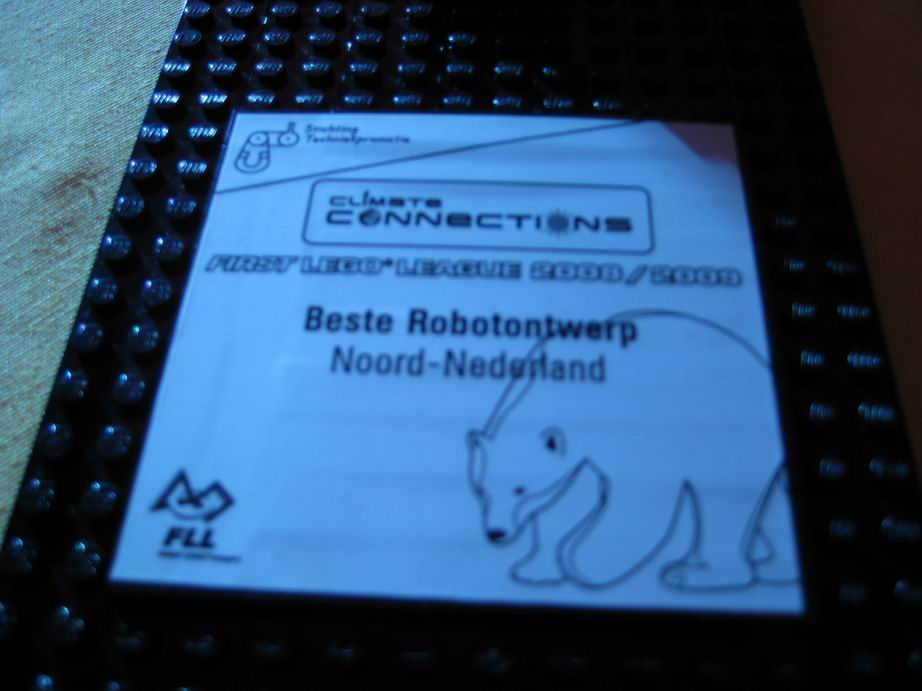 Stichting
Techniekpromotie
CLIMATE
CONNECTIONS
FIRST LEGO® LEAGUE 2008/2009
Beste Robotontwerp
Noord-Nederland
FLL